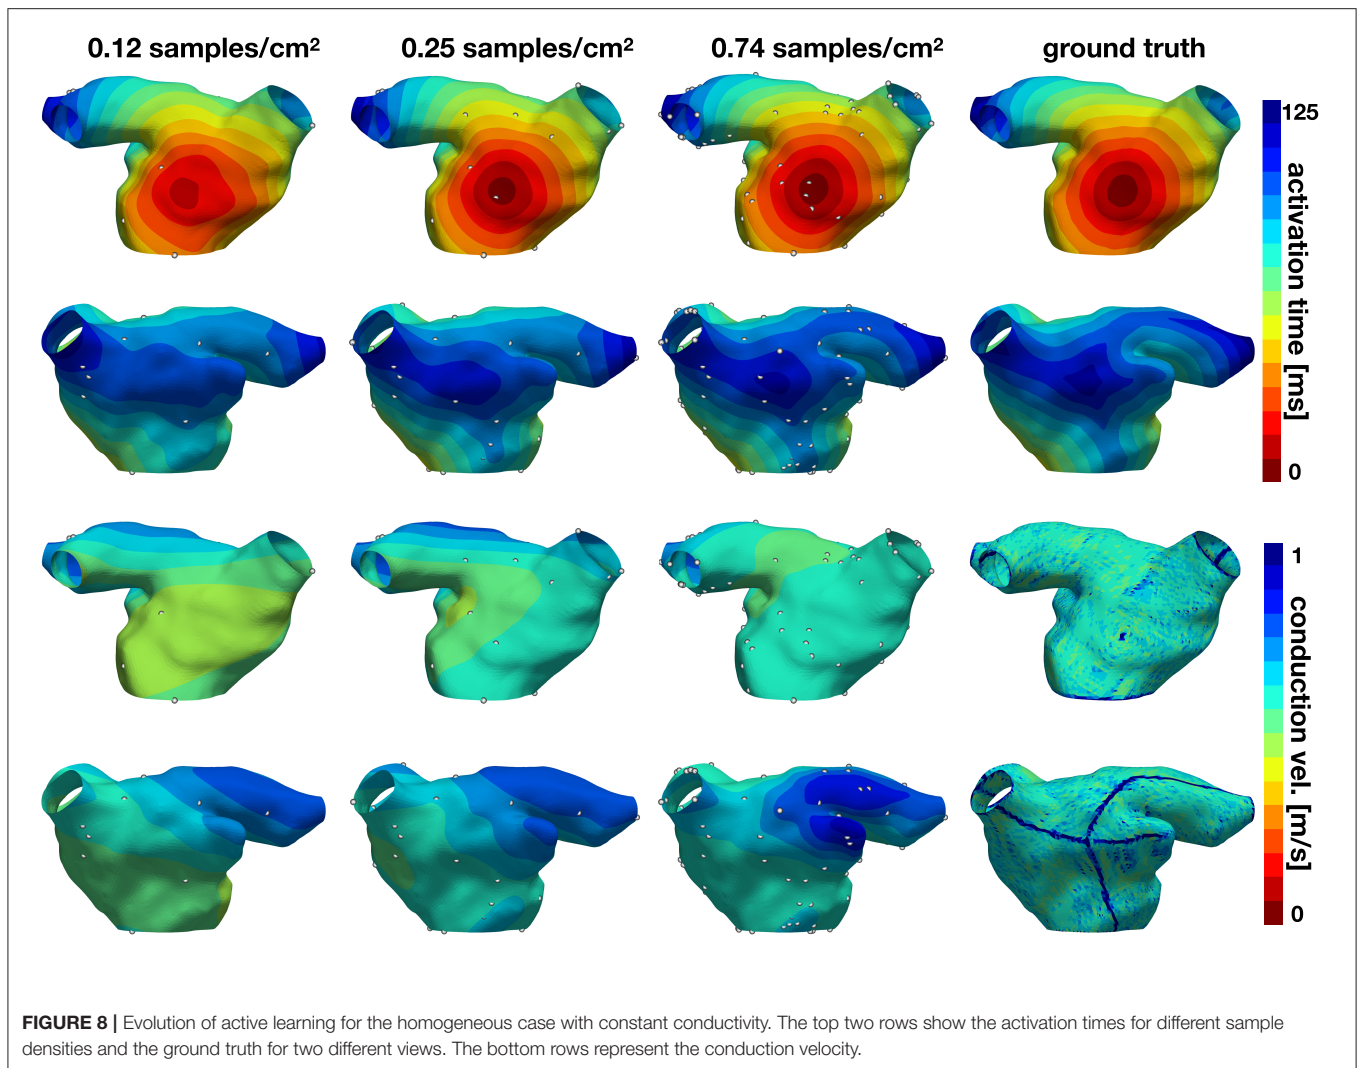 0.12 samples/cm²
0.25 samples/cm²
0.74 samples/cm²
ground truth
125
activation time [ms]
0
1
conduction vel. [m/s]
0
FIGURE 8 | Evolution of active learning for the homogeneous case with constant conductivity. The top two rows show the activation times for different sample
densities and the ground truth for two different views. The bottom rows represent the conduction velocity.